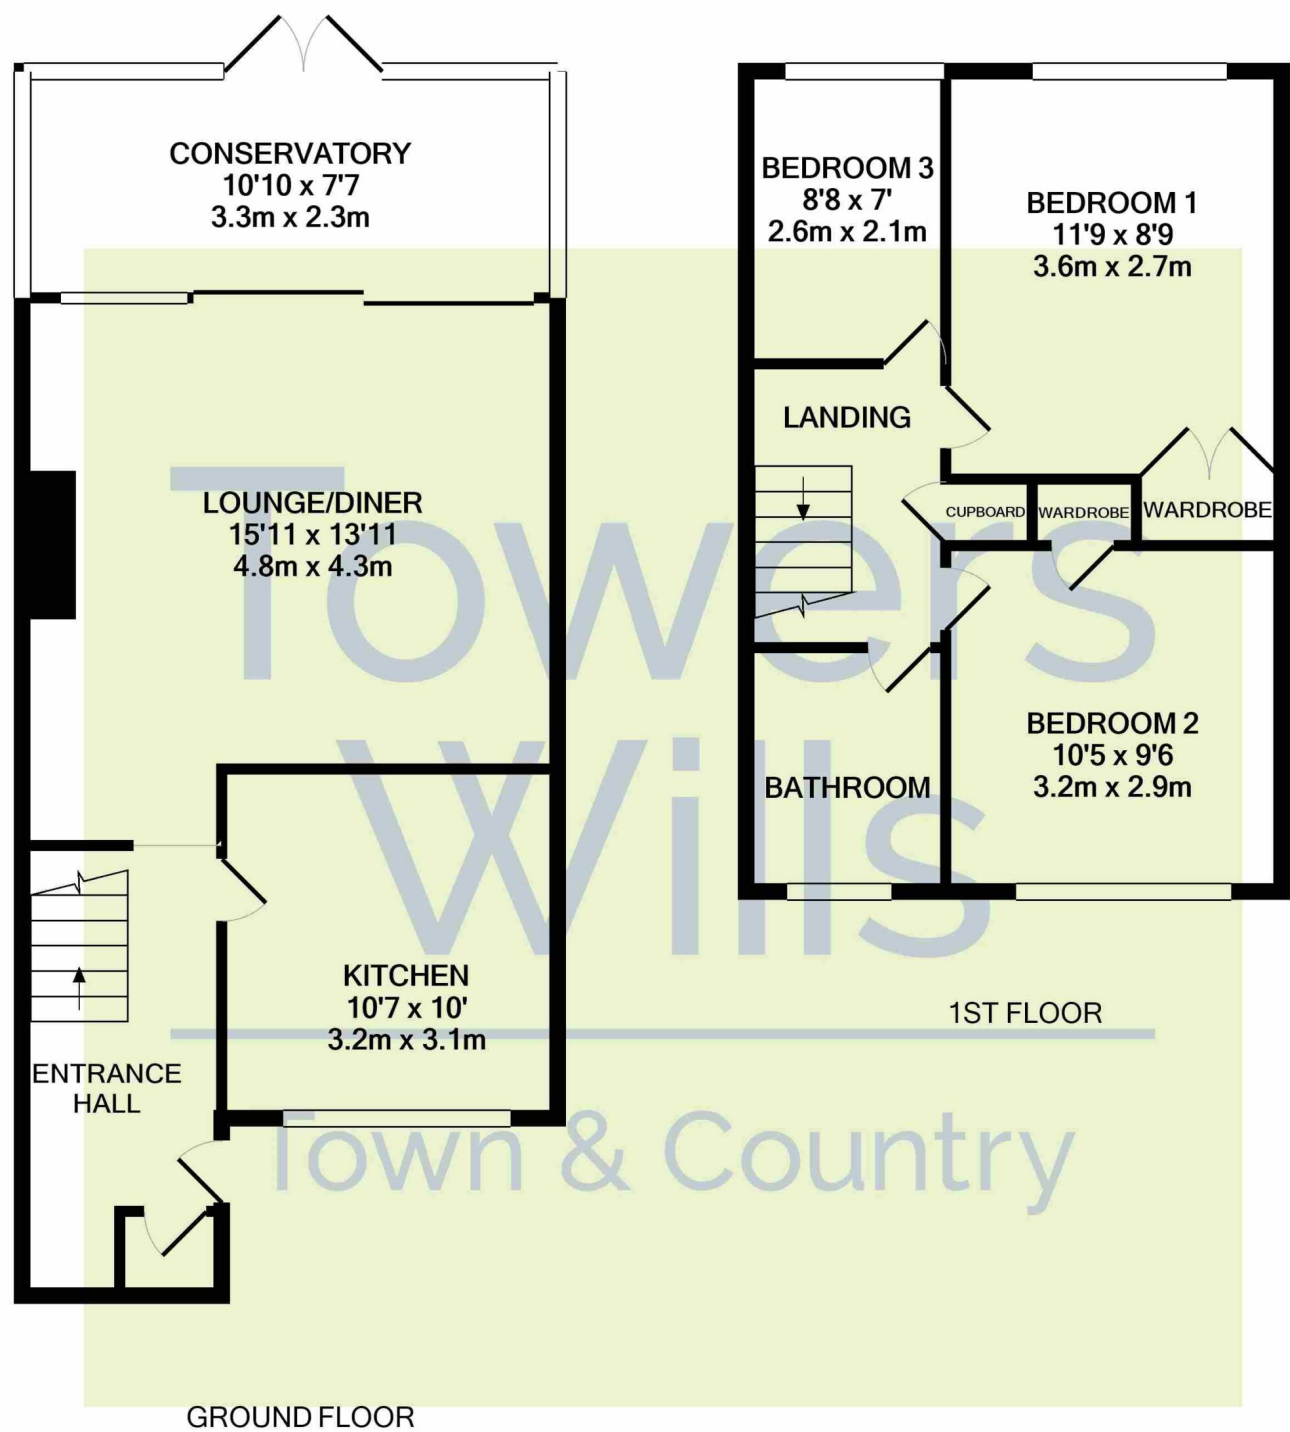 CONSERVATORY
10'10 x 7'7
3.3m x 2.3m
LOUNGE/DINER
15'11 x 13'11
4.8m x 4.3m
KITCHEN
10'7 x 10'
3.2m x 3.1m
ENTRANCE
HALL
GROUND FLOOR
BEDROOM 3
8'8 x 7'
2.6m x 2.1m
BEDROOM 1
11'9 x 8'9
3.6m x 2.7m
LANDING
CUPBOARD
WARDROBE
WARDROBE
BEDROOM 2
10'5 x 9'6
3.2m x 2.9m
BATHROOM
1ST FLOOR
Towers
Wills
Town & Country